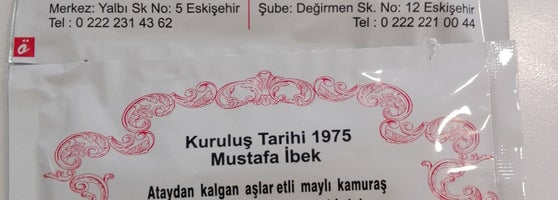 Merkez: Yalbı Sk No: 5 Eskişehir
Tel : 0 222 231 43 62
Şube: Değirmen Sk. No: 12 Eskişehir
Tel : 0 222 221 00 44
ö
Kuruluş Tarihi 1975
Mustafa İbek
Ataydan kalgan aşlar etli maylı kamuraş